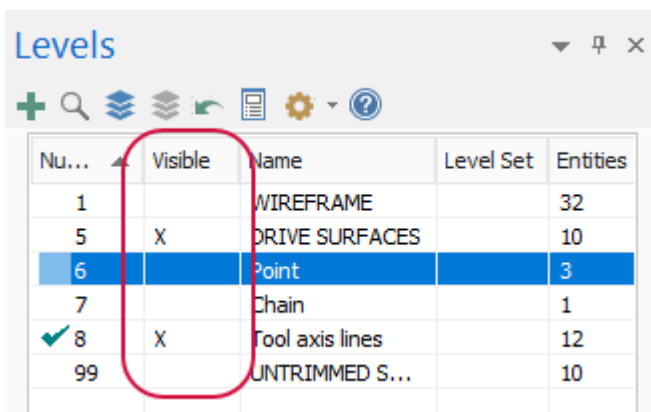 Levels
Nu... Visible Name Level Set Entities
1 WIREFRAME 32
5 X DRIVE SURFACES 10
6 Point 3
7 Chain 1
8 X Tool axis lines 12
99 UNTRIMMED S... 10